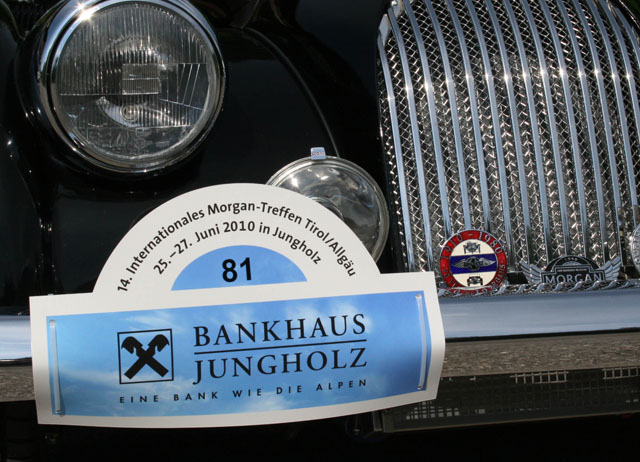 14. Internationales Morgan-Treffen Tirol/Allgäu
25.-27. Juni 2010 in Jungholz
81
BANKHAUS
JUNGHOLZ
EINE BANK WIE DIE ALPEN
MORGAN